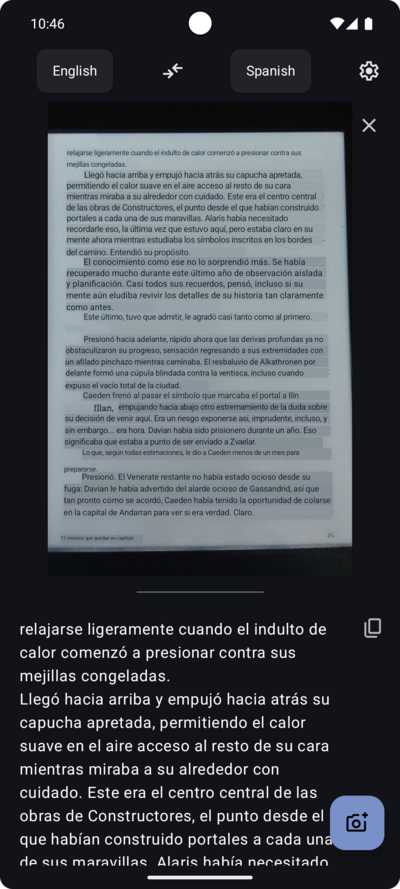 10:46
English
Spanish
relajarse ligeramente cuando el indulto de calor comenzó a presionar contra sus
mejillas congeladas.
Llegó hacia arriba y empujó hacia atrás su capucha apretada,
permitiendo el calor suave en el aire acceso al resto de su cara
mientras miraba a su alrededor con cuidado. Este era el centro central
de las obras de Constructores, el punto desde el que habían construido
portales a cada una de sus maravillas. Alaris había necesitado
recordarle eso, la última vez que estuvo aquí, pero estaba claro en su
mente ahora mientras estudiaba los símbolos inscritos en los bordes
del camino. Entendió su propósito.
El conocimiento como ese no lo sorprendió más. Se había
recuperado mucho durante este último año de observación aislada
y planificación. Casi todos sus recuerdos, pensó, incluso si su
mente aún eludiba revivir los detalles de su historia tan claramente
como antes.
Este último, tuvo que admitir, le agradó casi tanto como al primero.
Presionó hacia adelante, rápido ahora que las derivas profundas ya no
obstaculizaron su progreso, sensación regresando a sus extremidades con
un afilado pinchazo mientras caminaba. El resbaluvio de Alkathronen por
delante formó una cúpula blindada contra la ventisca, incluso cuando
expuso el vacío total de la ciudad.
Caeden frenó al pasar el símbolo que marcaba el portal a Ilin
Illan, empujando hacia abajo otro estremamiento de la duda sobre
su decisión de venir aquí. Era un riesgo exponerse así, imprudente, incluso, y
sin embargo... era hora. Davian había sido prisionero durante un año. Eso
significaba que estaba a punto de ser enviado a Zvaelar.
Lo que, según todas estimaciones, le dio a Caeden menos de un mes para
prepararse.
Presionó. El Venerate restante no había estado ocioso desde su
fuga: Davian le había advertido del alarde ocioso de Gassandrid, así que
tan pronto como se acordó, Caeden había tenido la oportunidad de colarse
en la capital de Andarran para ver si era verdad. Claro.
17 minutos que quedan en capítulo
relajarse ligeramente cuando el indulto de
calor comenzó a presionar contra sus
mejillas congeladas.
Llegó hacia arriba y empujó hacia atrás su
capucha apretada, permitiendo el calor
suave en el aire acceso al resto de su cara
mientras miraba a su alrededor con
cuidado. Este era el centro central de las
obras de Constructores, el punto desde el
que habían construido portales a cada una
de sus maravillas. Alaris había necesitado